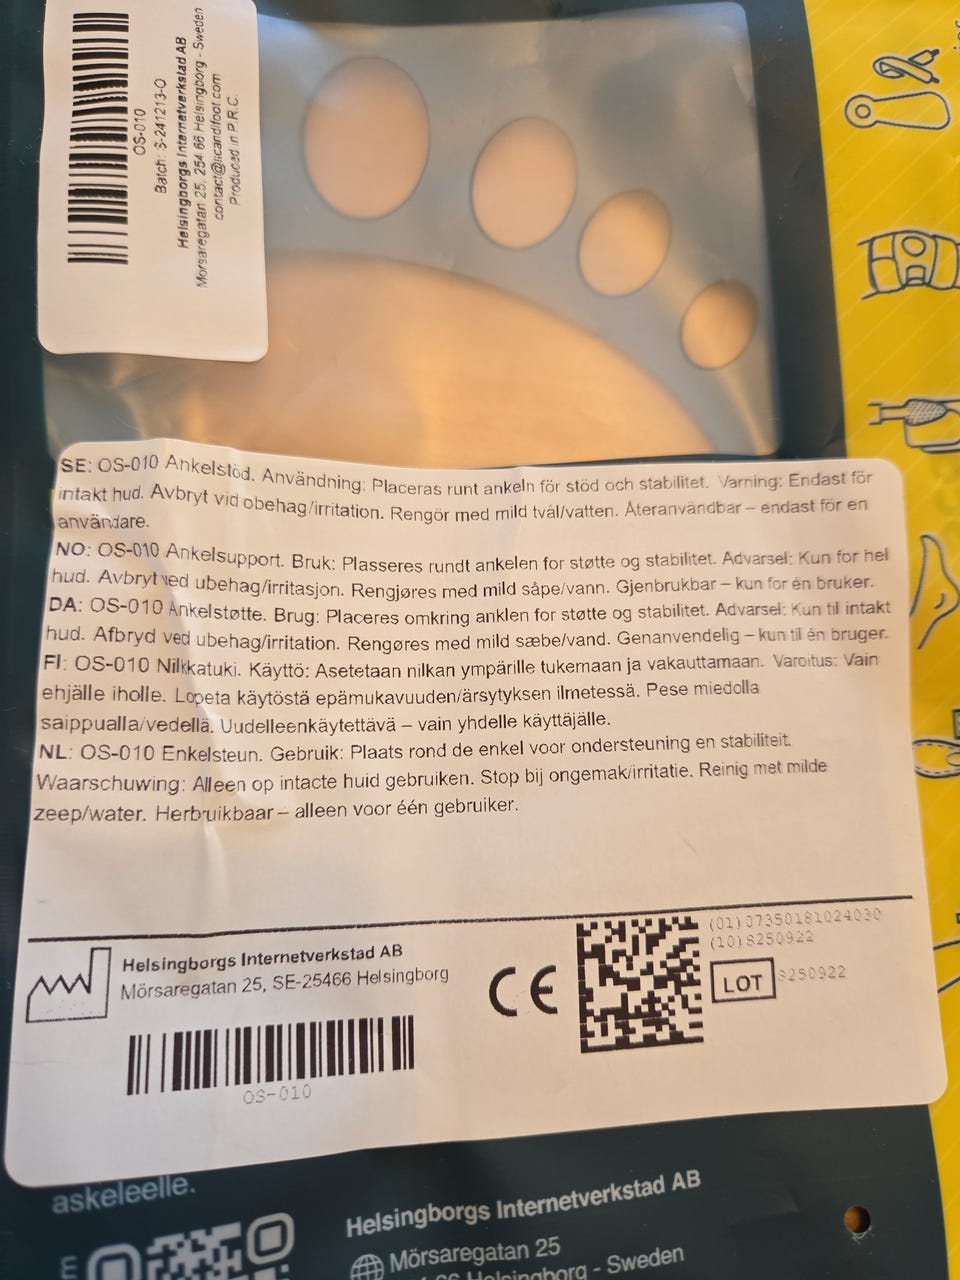 OS-010
Batch: S-241213-O
Helsingborgs Internetverkstad AB
Mörsaregatan 25, 254 66 Helsingborg - Sweden
contact@scandifoot.com
Produced in P.R.C.
SE: OS-010 Ankelstöd. Användning: Placeras runt ankeln för stöd och stabilitet. Varning: Endast för
intakt hud. Avbryt vid obehag/irritation. Rengör med mild tvål/vatten. Återanvändbar – endast för en
användare.
NO: OS-010 Ankelsupport. Bruk: Plasseres rundt ankelen for støtte og stabilitet. Advarsel: Kun for hel
hud. Avbryt ved ubehag/irritasjon. Rengjøres med mild såpe/vann. Gjenbrukbar – kun for én bruker.
DA: OS-010 Ankelstøtte. Brug: Placeres omkring anklen for støtte og stabilitet. Advarsel: Kun til intakt
hud. Afbryd ved ubehag/irritation. Rengøres med mild sæbe/vand. Genanvendelig – kun til én bruger.
FI: OS-010 Nilkkatuki. Käyttö: Asetetaan nilkan ympärille tukemaan ja vakauttamaan. Varoitus: Vain
ehjälle iholle. Lopeta käytöstä epämukavuuden/ärsytyksen ilmetessä. Pese miedolla
saippualla/vedellä. Uudelleenkäytettävä – vain yhdelle käyttäjälle.
NL: OS-010 Enkelsteun. Gebruik: Plaats rond de enkel voor ondersteuning en stabiliteit.
Waarschuwing: Alleen op intacte huid gebruiken. Stop bij ongemak/irritatie. Reinig met milde
zeep/water. Herbruikbaar – alleen voor één gebruiker.
Helsingborgs Internetverkstad AB
Mörsaregatan 25, SE-25466 Helsingborg
OS-010
CE
(01)07350181024030
(10)S250922
LOT S250922
askeleelle.
Helsingborgs Internetverkstad AB
Mörsaregatan 25
Helsingborg - Sweden